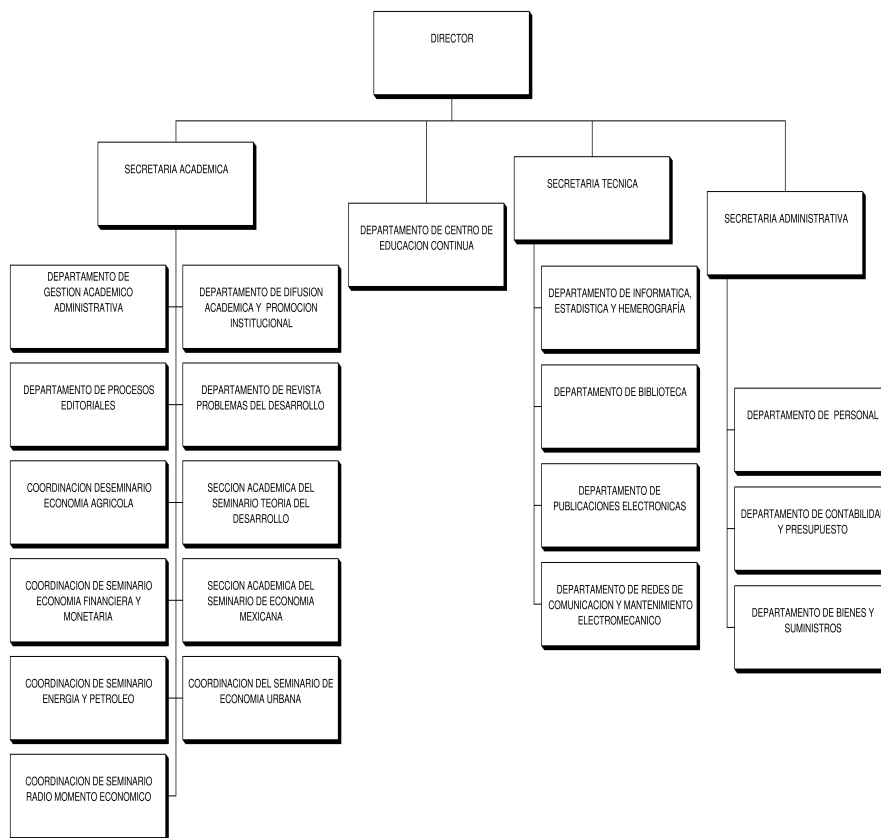 DIRECTOR
SECRETARIA ACADEMICA
DEPARTAMENTO DE CENTRO DE
EDUCACION CONTINUA
SECRETARIA TECNICA
SECRETARIA ADMINISTRATIVA
DEPARTAMENTO DE
GESTION ACADEMICO
ADMINISTRATIVA
DEPARTAMENTO DE DIFUSION
ACADEMICA Y PROMOCION
INSTITUCIONAL
DEPARTAMENTO DE PROCESOS
EDITORIALES
DEPARTAMENTO DE REVISTA
PROBLEMAS DEL DESARROLLO
COORDINACION DESEMINARIO
ECONOMIA AGRICOLA
SECCION ACADEMICA DEL
SEMINARIO TEORIA DEL
DESARROLLO
COORDINACION DE SEMINARIO
ECONOMIA FINANCIERA Y
MONETARIA
SECCION ACADEMICA DEL
SEMINARIO DE ECONOMIA
MEXICANA
COORDINACION DE SEMINARIO
ENERGIA Y PETROLEO
COORDINACION DEL SEMINARIO DE
ECONOMIA URBANA
COORDINACION DE SEMINARIO
RADIO MOMENTO ECONOMICO
DEPARTAMENTO DE INFORMATICA,
ESTADISTICA Y HEMEROGRAFÍA
DEPARTAMENTO DE BIBLIOTECA
DEPARTAMENTO DE
PUBLICACIONES ELECTRONICAS
DEPARTAMENTO DE REDES DE
COMUNICACION Y MANTENIMIENTO
ELECTROMECANICO
DEPARTAMENTO DE PERSONAL
DEPARTAMENTO DE CONTABILIDAD
Y PRESUPUESTO
DEPARTAMENTO DE BIENES Y
SUMINISTROS